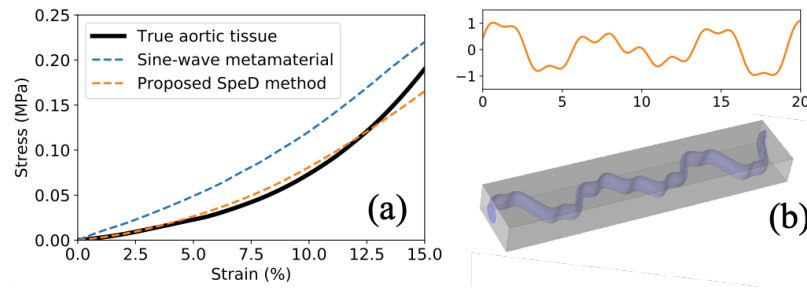 0.25
0.20
0.15
0.10
0.05
0.00
Stress (MPa)
True aortic tissue
Sine-wave metamaterial
Proposed SpeD method
(a)
0.0 2.5 5.0 7.5 10.0 12.5 15.0
Strain (%)
1
0
−1
0 5 10 15 20
(b)